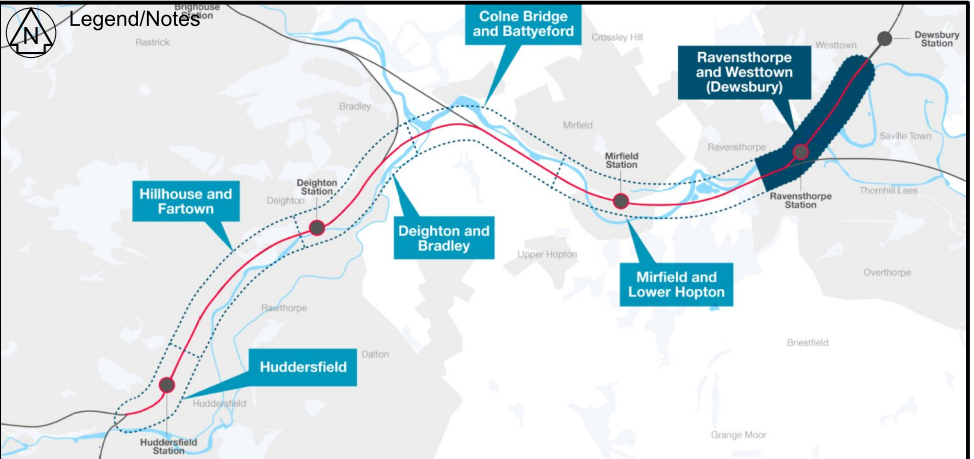 N
Legend/Notes
Brighouse
Station
Rastrick
Colne Bridge
and Battyeford
Crossley Hill
Westtown
Dewsbury
Station
Ravensthorpe
and Westtown
(Dewsbury)
Bradley
Mirfield
Ravensthorpe
Saville Town
Mirfield
Station
Thornhill Lees
Ravensthorpe
Station
Hillhouse and
Fartown
Deighton
Station
Deighton
Deighton and
Bradley
Upper Hopton
Mirfield and
Lower Hopton
Overthorpe
Rawthorpe
Briestfield
Dalton
Huddersfield
Huddersfield
Huddersfield
Station
Grange Moor